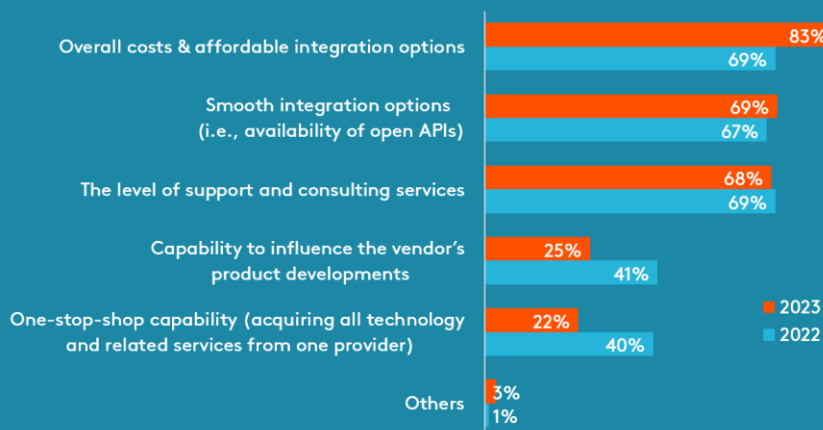 Overall costs & affordable integration options
83%
69%
Smooth integration options
(i.e., availability of open APIs)
69%
67%
The level of support and consulting services
68%
69%
Capability to influence the vendor’s
product developments
25%
41%
One-stop-shop capability (acquiring all technology
and related services from one provider)
22%
40%
2023
2022
Others
3%
1%